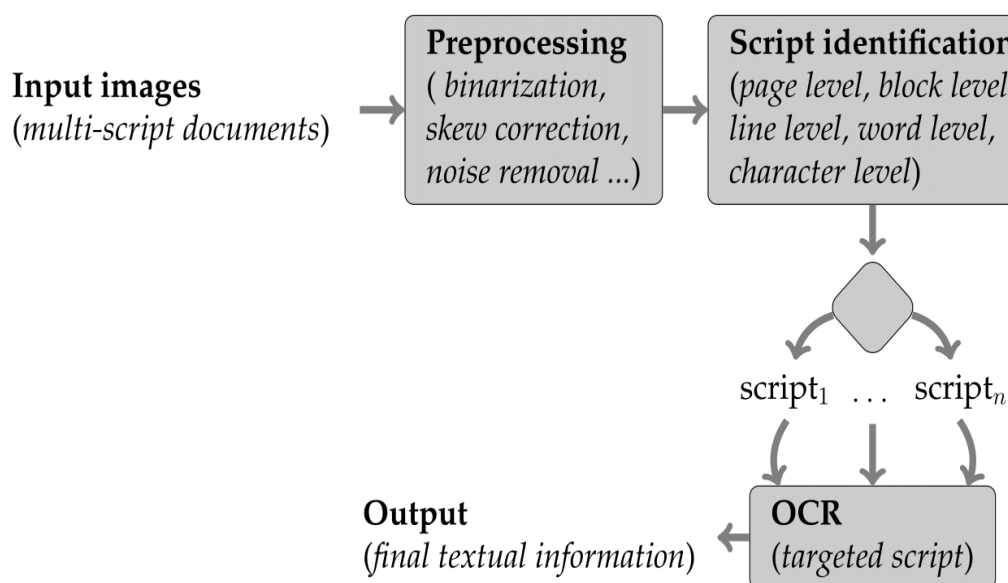 Input images
(multi-script documents)
Preprocessing
( binarization,
skew correction,
noise removal ...)
Script identification
(page level, block level,
line level, word level,
character level)
script₁ ... scriptₙ
OCR
(targeted script)
Output
(final textual information)